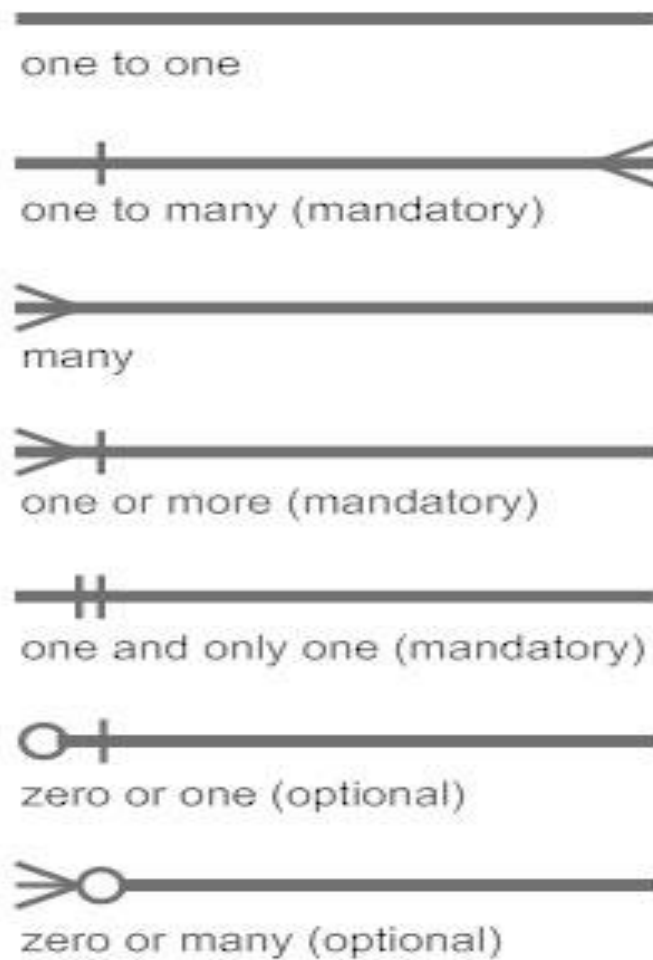 one to one
one to many (mandatory)
many
one or more (mandatory)
one and only one (mandatory)
zero or one (optional)
zero or many (optional)